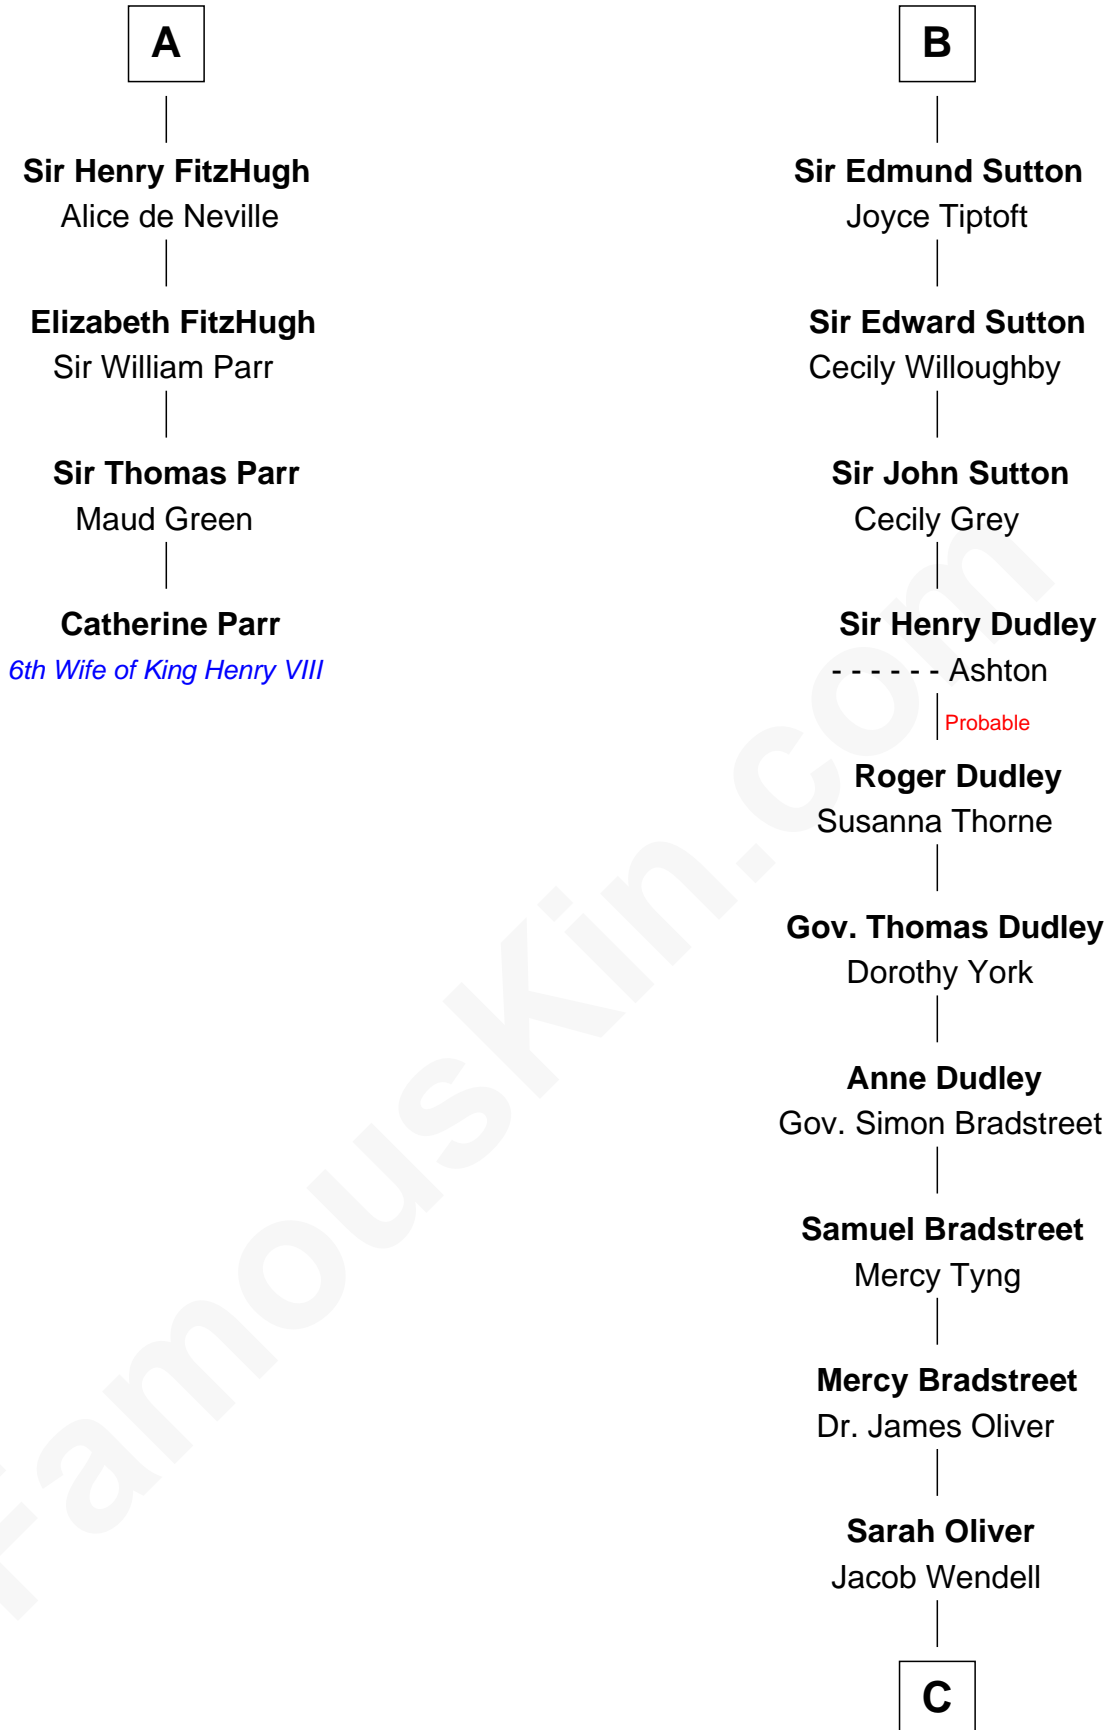 A
Sir Henry FitzHugh
Alice de Neville
Elizabeth FitzHugh
Sir William Parr
Sir Thomas Parr
Maud Green
Catherine Parr
6th Wife of King Henry VIII
B
Sir Edmund Sutton
Joyce Tiptoft
Sir Edward Sutton
Cecily Willoughby
Sir John Sutton
Cecily Grey
Sir Henry Dudley
- - - - - - Ashton
Probable
Roger Dudley
Susanna Thorne
Gov. Thomas Dudley
Dorothy York
Anne Dudley
Gov. Simon Bradstreet
Samuel Bradstreet
Mercy Tyng
Mercy Bradstreet
Dr. James Oliver
Sarah Oliver
Jacob Wendell
C
FamousKin.com